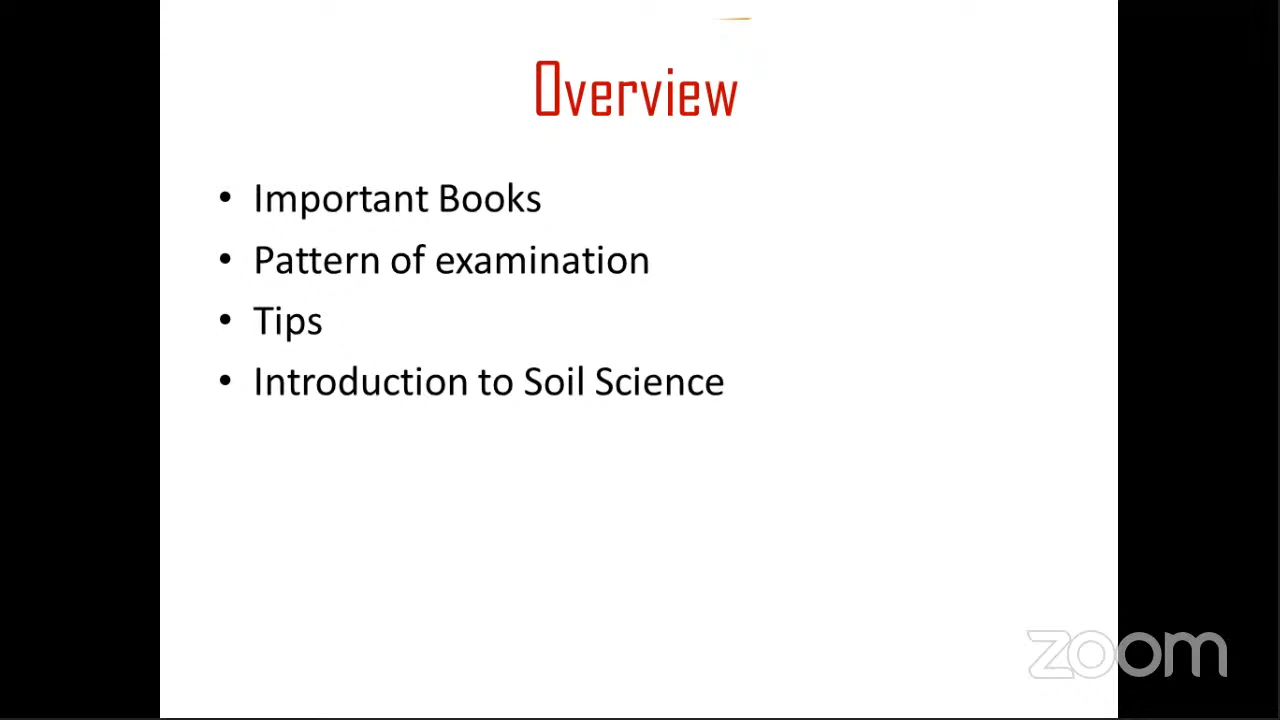 Overview
• Important Books
• Pattern of examination
• Tips
• Introduction to Soil Science
zoom